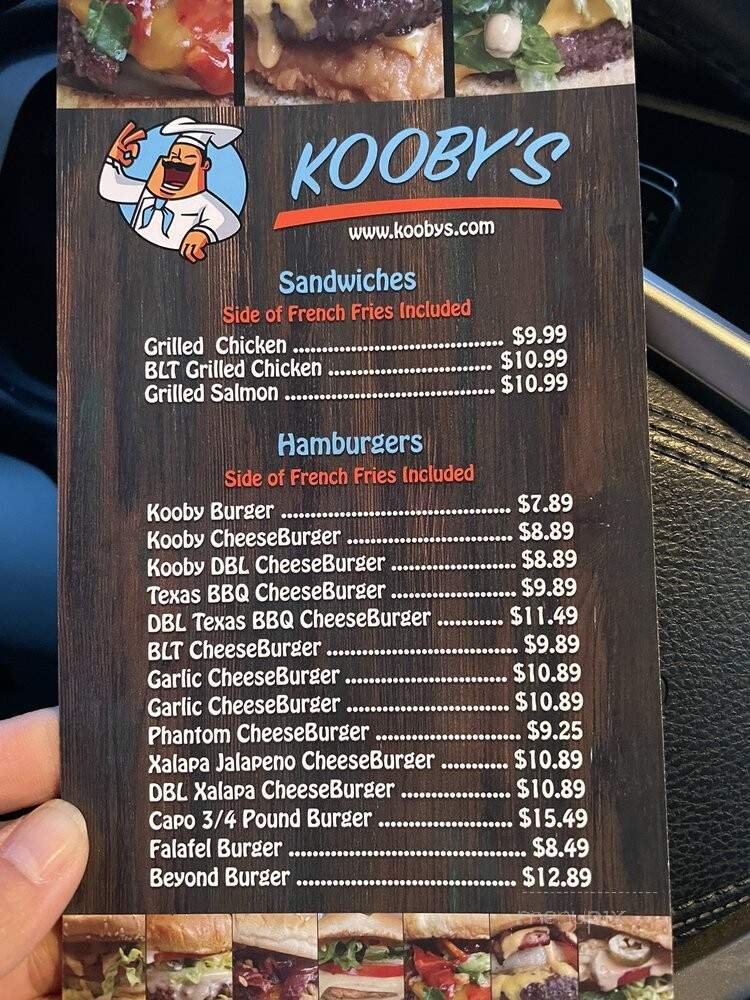 KOOBY'S
www.koobys.com
Sandwiches
Side of French Fries Included
Grilled Chicken ........................................ $9.99
BLT Grilled Chicken ............................... $10.99
Grilled Salmon ........................................ $10.99
Hamburgers
Side of French Fries Included
Kooby Burger ........................................... $7.89
Kooby CheeseBurger ............................... $8.89
Kooby DBL CheeseBurger ....................... $8.89
Texas BBQ CheeseBurger ....................... $9.89
DBL Texas BBQ CheeseBurger ............ $11.49
BLT CheeseBurger .................................... $9.89
Garlic CheeseBurger ............................... $10.89
Garlic CheeseBurger ............................... $10.89
Phantom CheeseBurger ........................... $9.25
Xalapa Jalapeno CheeseBurger ............ $10.89
DBL Xalapa CheeseBurger .................... $10.89
Capo 3/4 Pound Burger ......................... $15.49
Falafel Burger ............................................. $8.49
Beyond Burger ......................................... $12.89
menupix